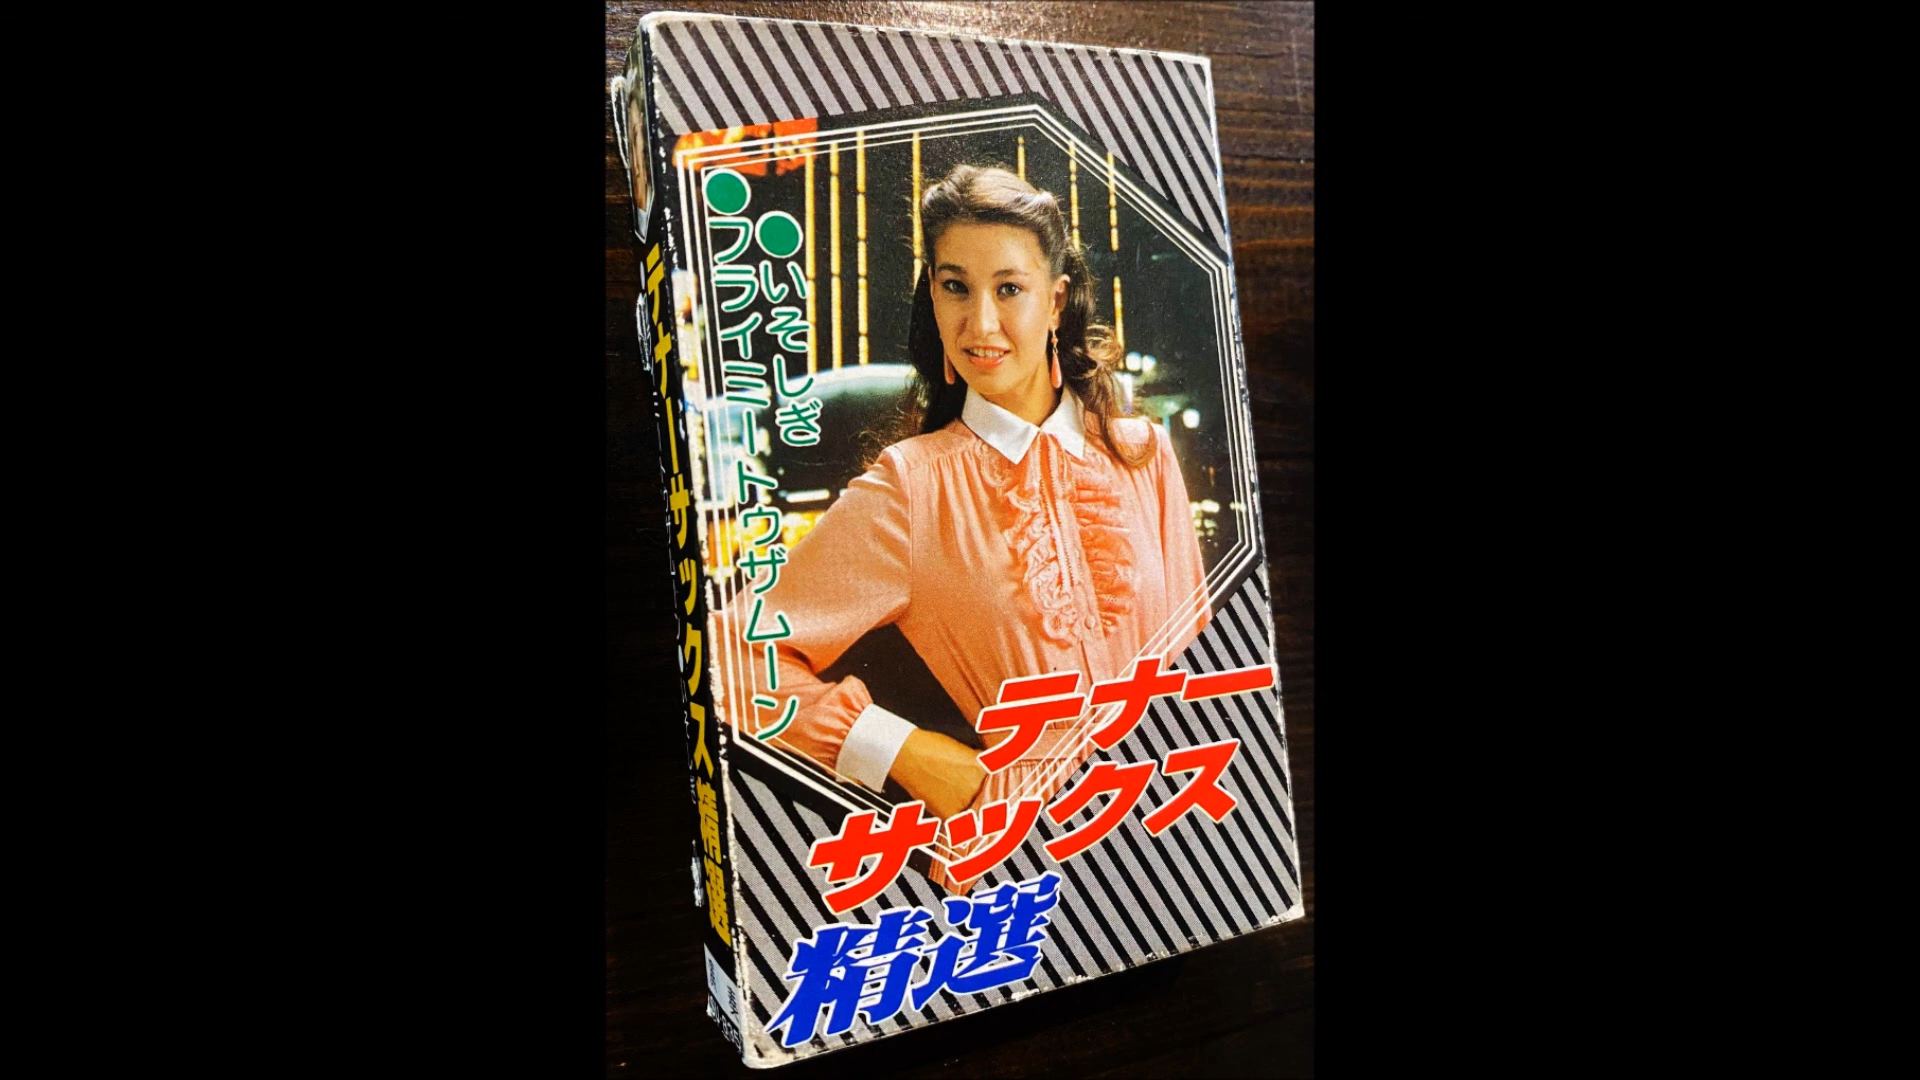 ●いそしぎ
●フライミートゥザムーン
テナー
サックス
精選
テナーサックス精選